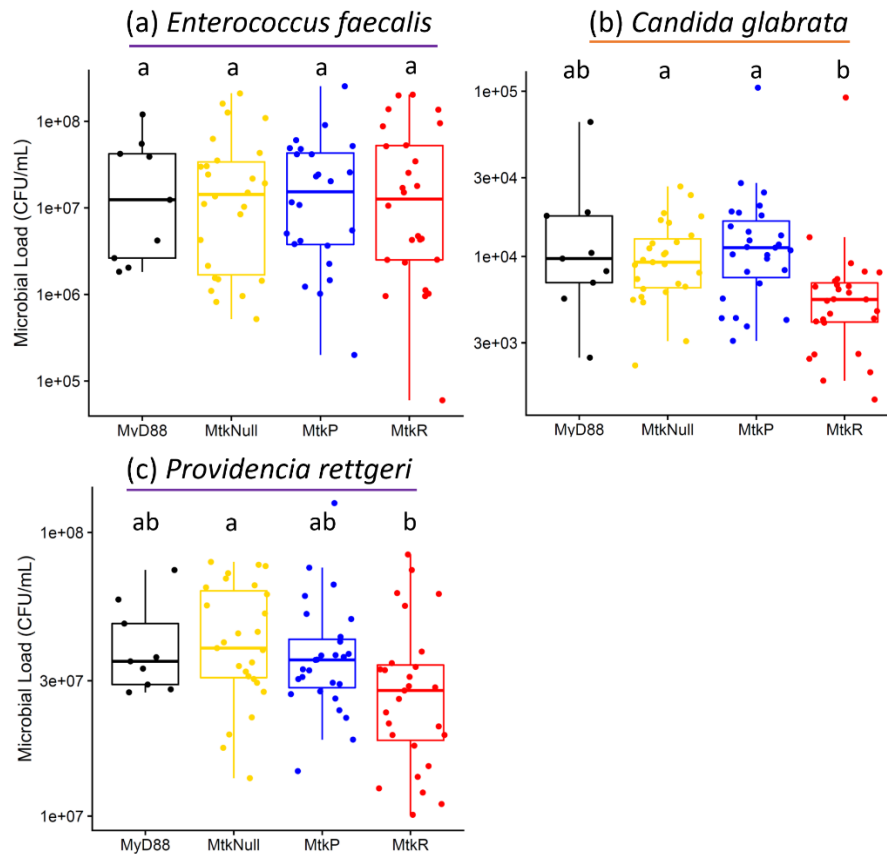 (a) Enterococcus faecalis
a a a a
Microbial Load (CFU/mL)
1e+08
1e+07
1e+06
1e+05
MyD88 MtkNull MtkP MtkR
(b) Candida glabrata
ab a a b
1e+05
3e+04
1e+04
3e+03
MyD88 MtkNull MtkP MtkR
(c) Providencia rettgeri
ab a ab b
Microbial Load (CFU/mL)
1e+08
3e+07
1e+07
MyD88 MtkNull MtkP MtkR